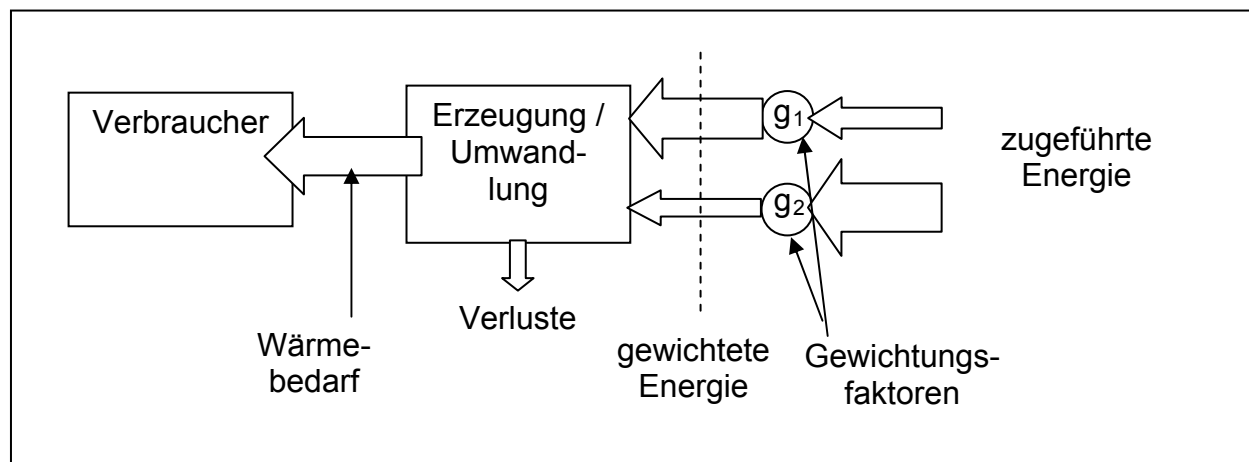 Verbraucher
Erzeugung /
Umwand-
lung
g1
g2
zugeführte
Energie
Verluste
Wärme-
bedarf
gewichtete
Energie
Gewichtungs-
faktoren